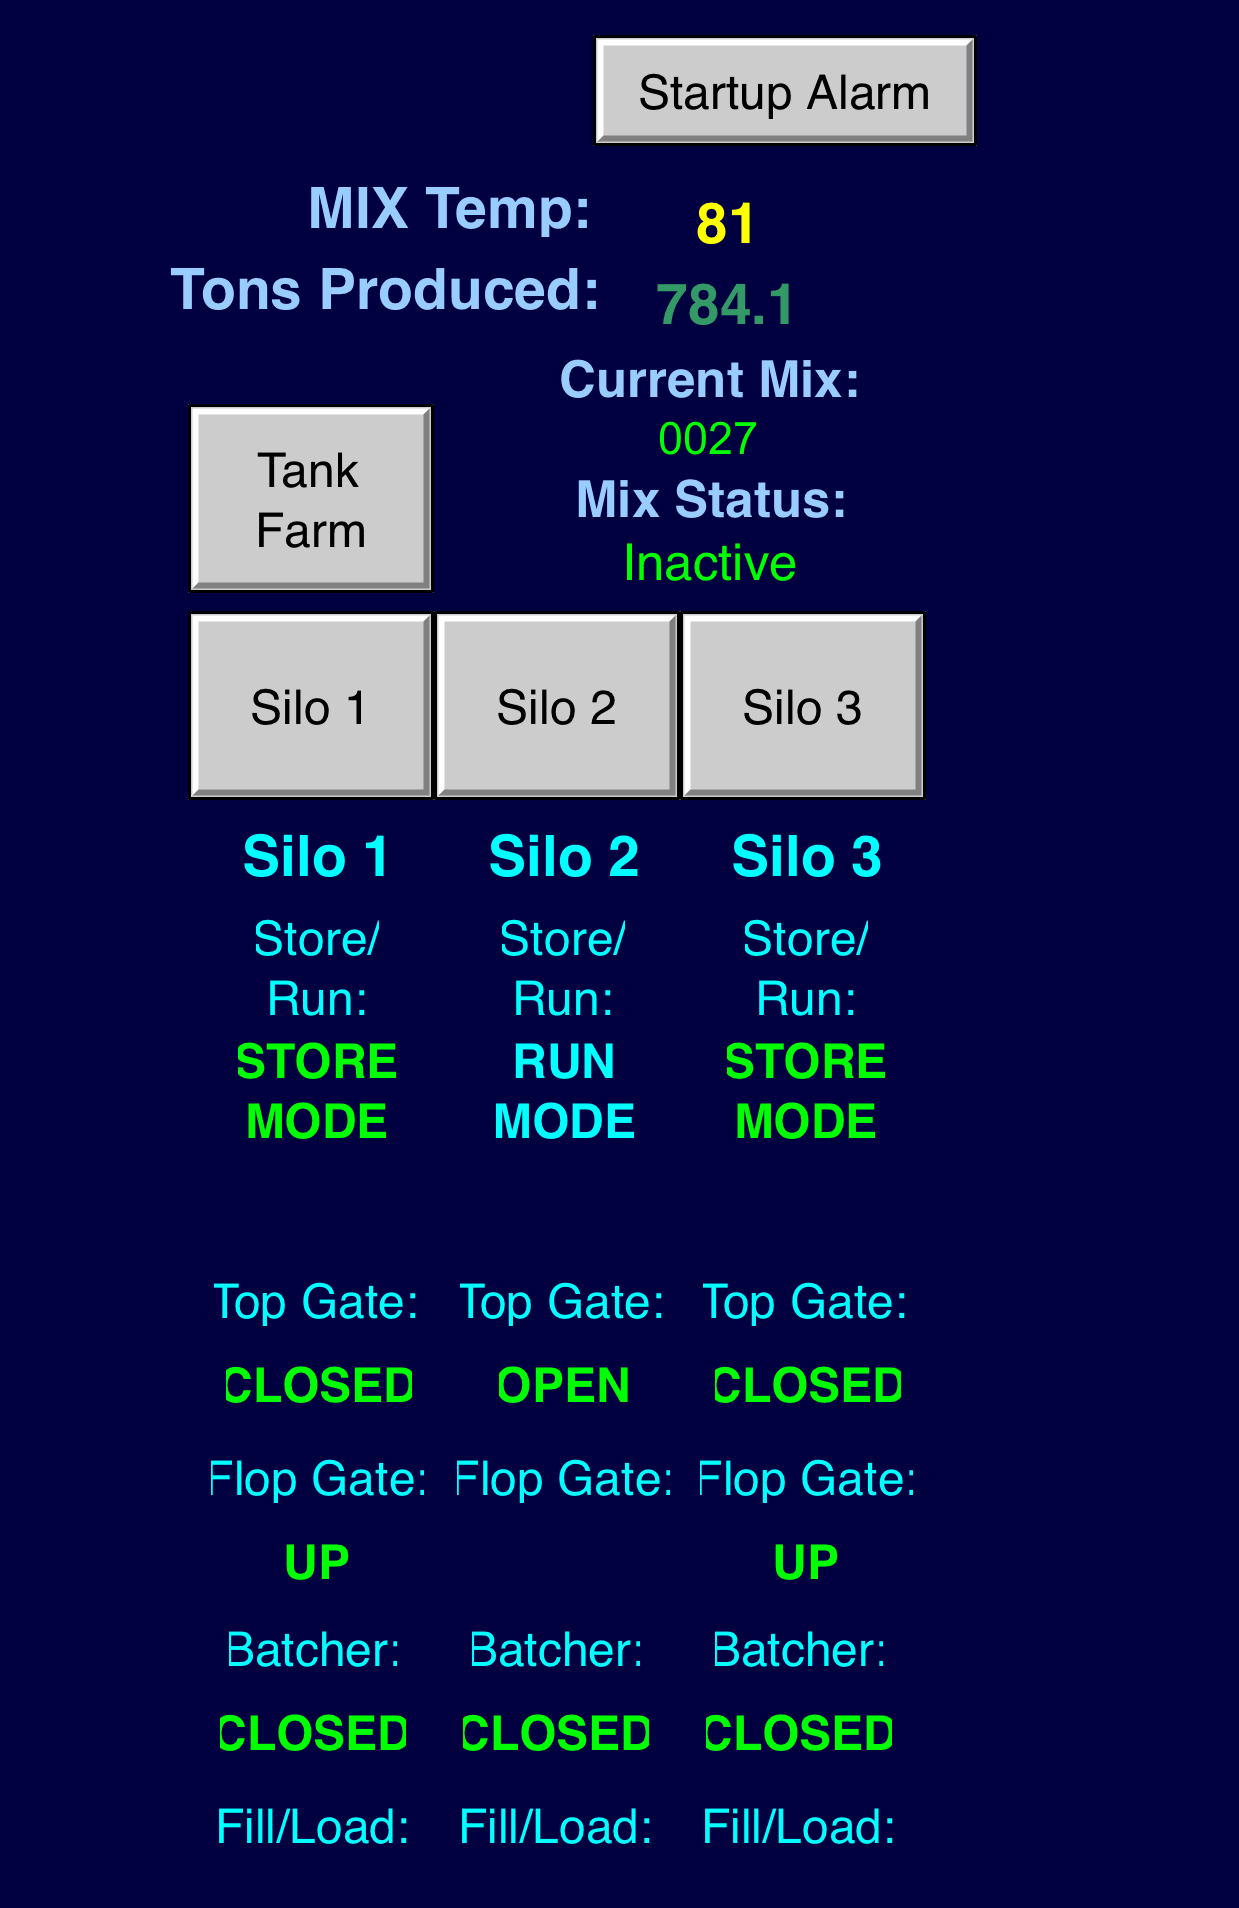 Startup Alarm
MIX Temp: 81
Tons Produced: 784.1
Current Mix:
0027
Mix Status:
Inactive
Tank
Farm
Silo 1 Silo 2 Silo 3
Silo 1 Silo 2 Silo 3
Store/ Store/ Store/
Run: Run: Run:
STORE RUN STORE
MODE MODE MODE
Top Gate: Top Gate: Top Gate:
CLOSED OPEN CLOSED
Flop Gate: Flop Gate: Flop Gate:
UP UP
Batcher: Batcher: Batcher:
CLOSED CLOSED CLOSED
Fill/Load: Fill/Load: Fill/Load: